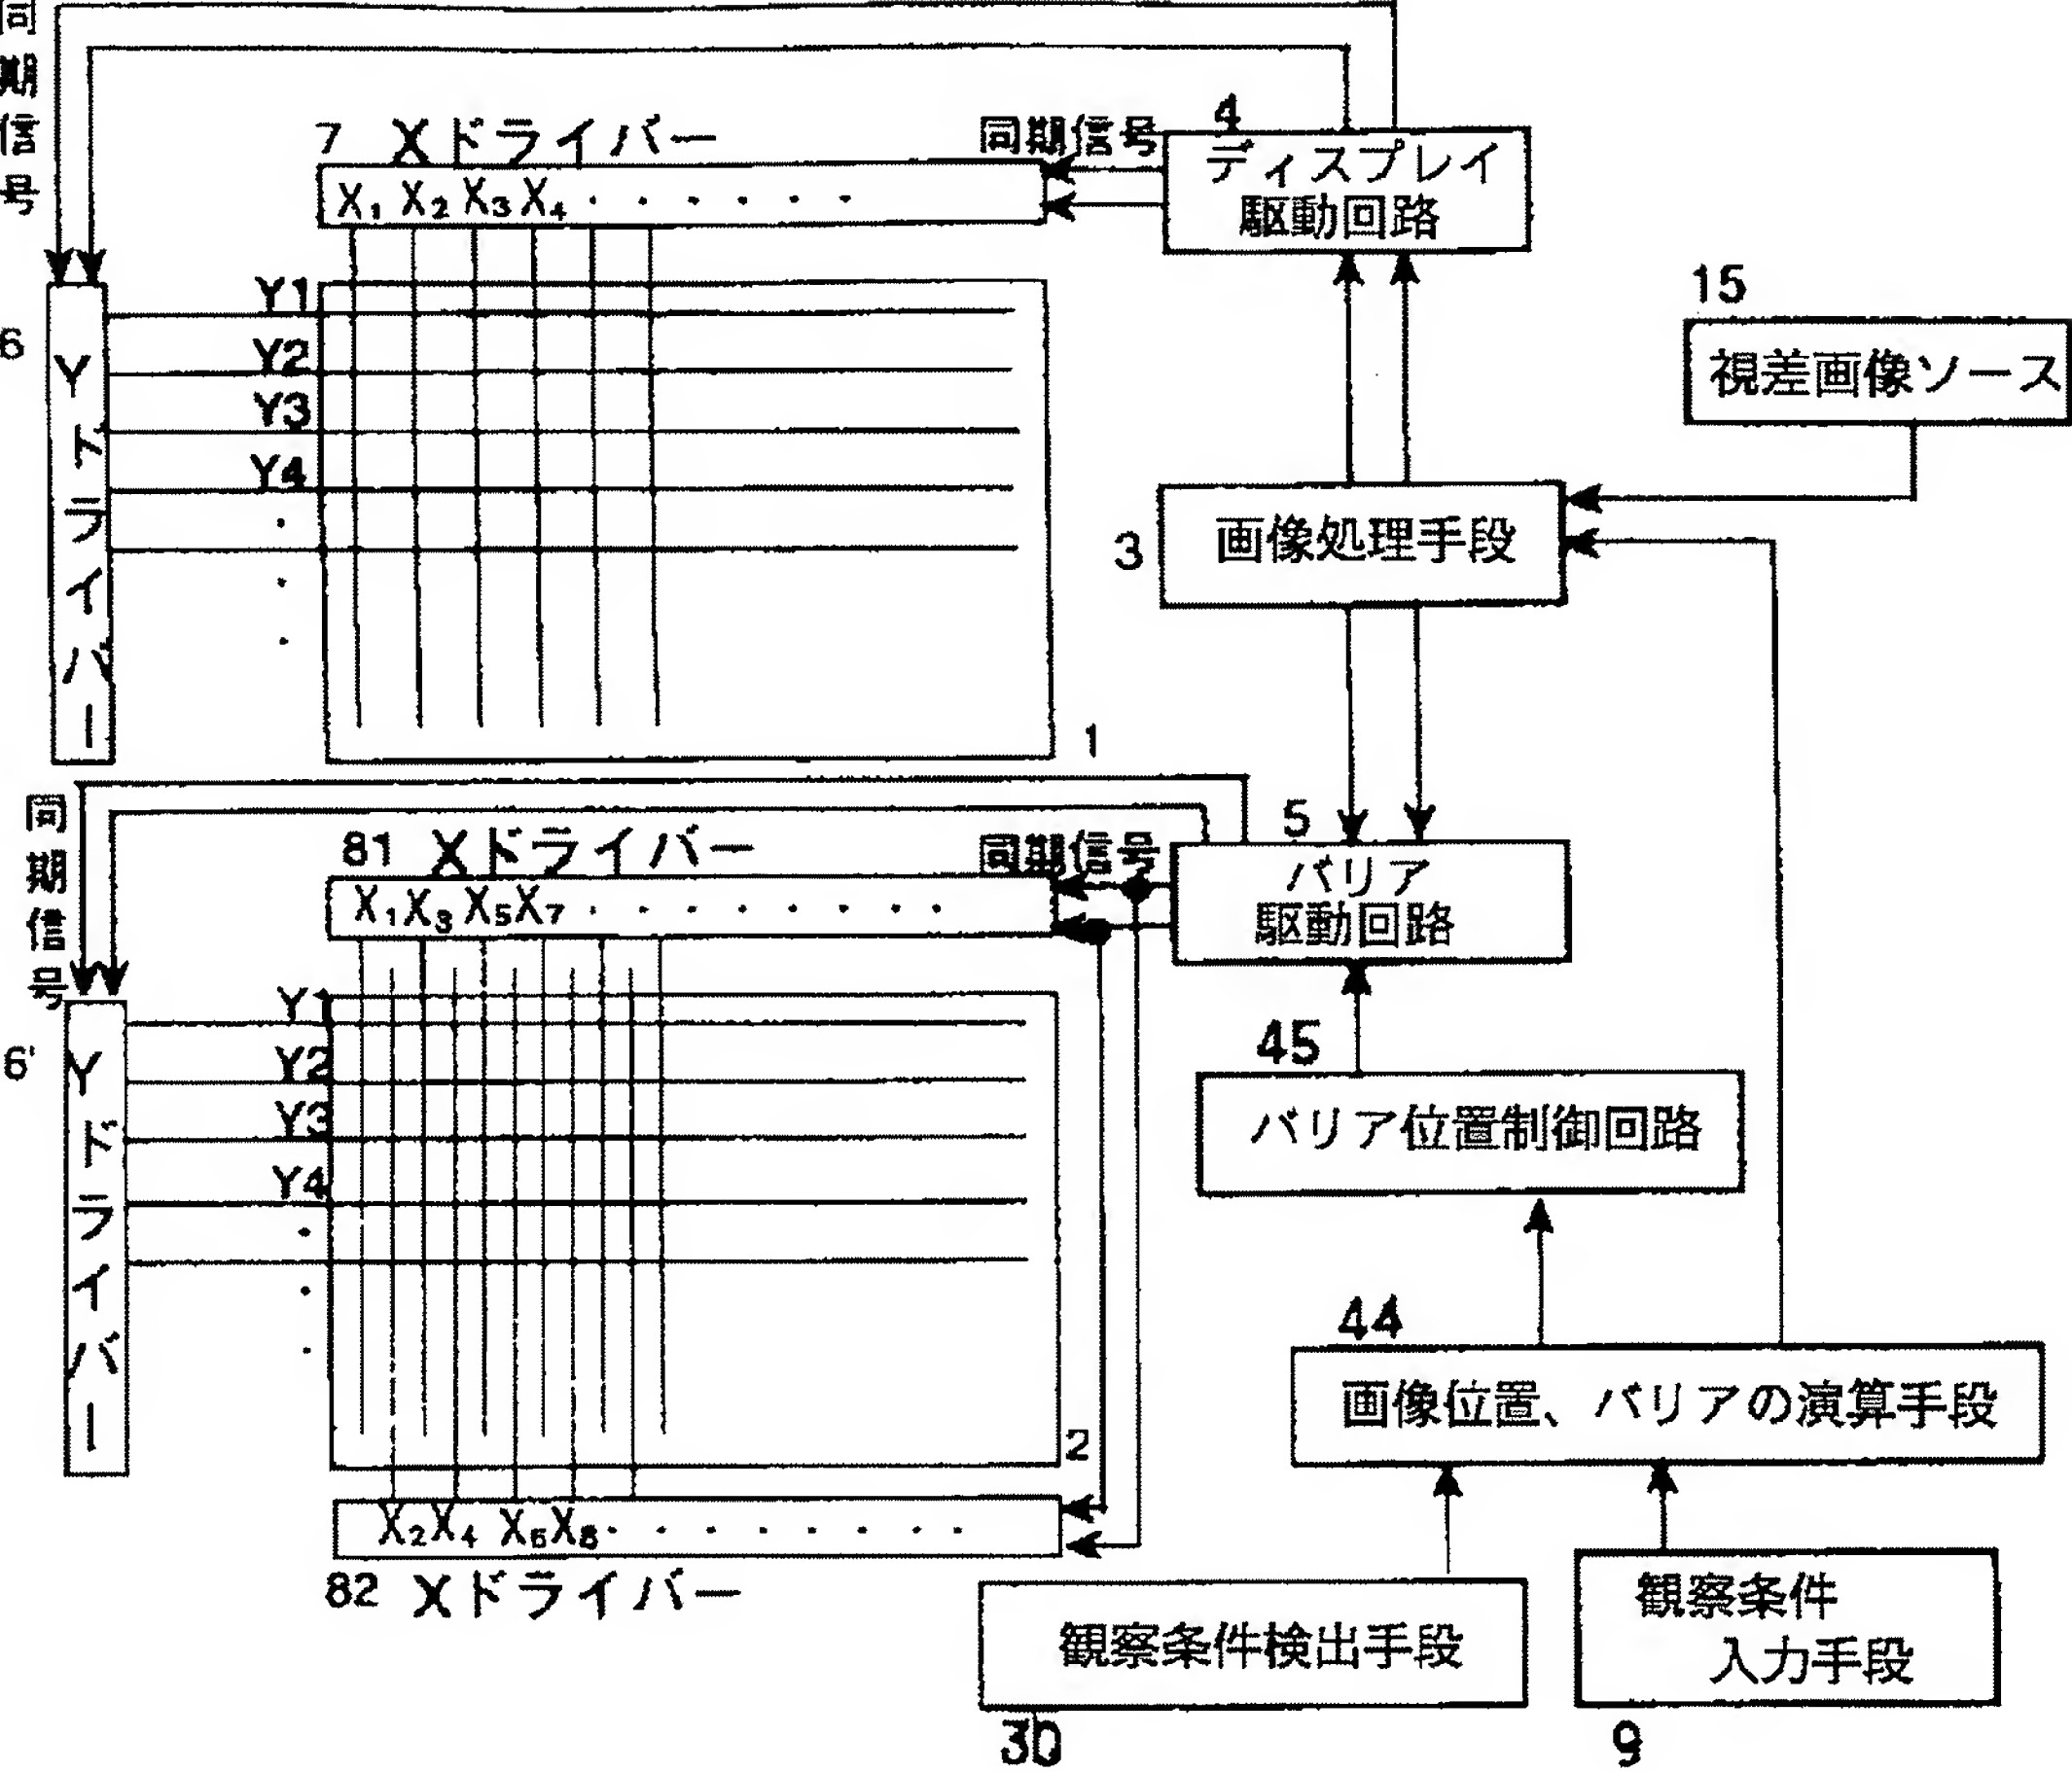 同期信号
7 Xドライバー
同期信号
4
ディスプレイ
駆動回路
X1 X2 X3 X4 · · · · · ·
15
視差画像ソース
6
Yドライバー
Y1
Y2
Y3
Y4
·
·
·
3
画像処理手段
1
同期信号
81 Xドライバー
同期信号
5
バリア
駆動回路
X1 X3 X5 X7 · · · · · · · ·
6'
Yドライバー
Y1
Y2
Y3
Y4
·
·
·
45
バリア位置制御回路
44
画像位置、バリアの演算手段
2
X2 X4 X6 X8 · · · · · · · ·
82 Xドライバー
観察条件検出手段
30
観察条件
入力手段
9